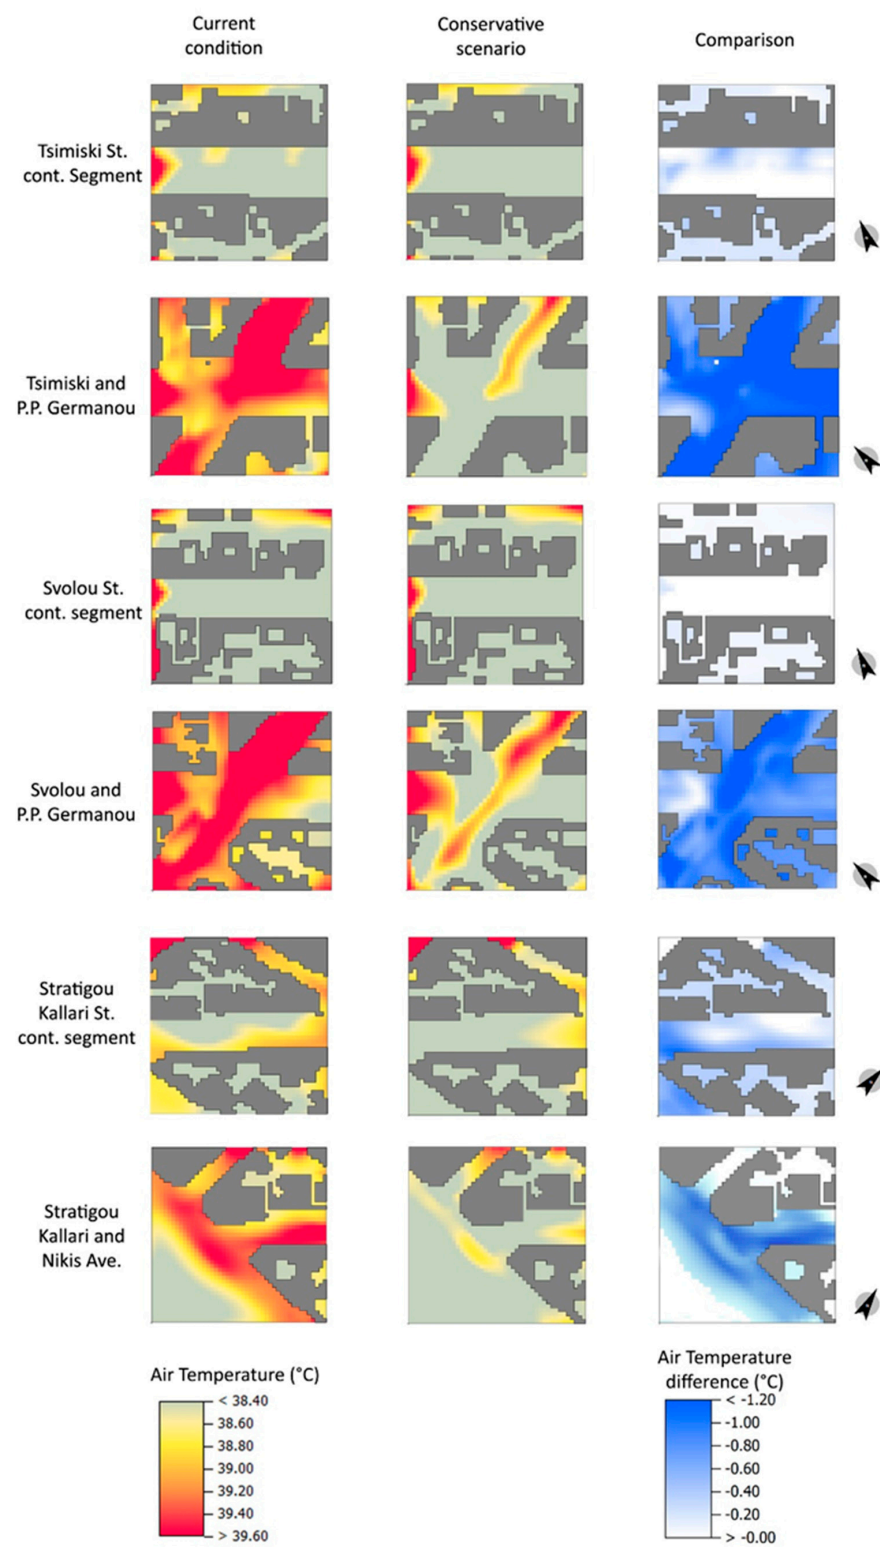 Current
condition
Conservative
scenario
Comparison
Tsimiski St.
cont. Segment
Tsimiski and
P.P. Germanou
Svolou St.
cont. segment
Svolou and
P.P. Germanou
Stratigou
Kallari St.
cont. segment
Stratigou
Kallari and
Nikis Ave.
Air Temperature (°C)
< 38.40
38.60
38.80
39.00
39.20
39.40
> 39.60
Air Temperature
difference (°C)
< -1.20
-1.00
-0.80
-0.60
-0.40
-0.20
> -0.00